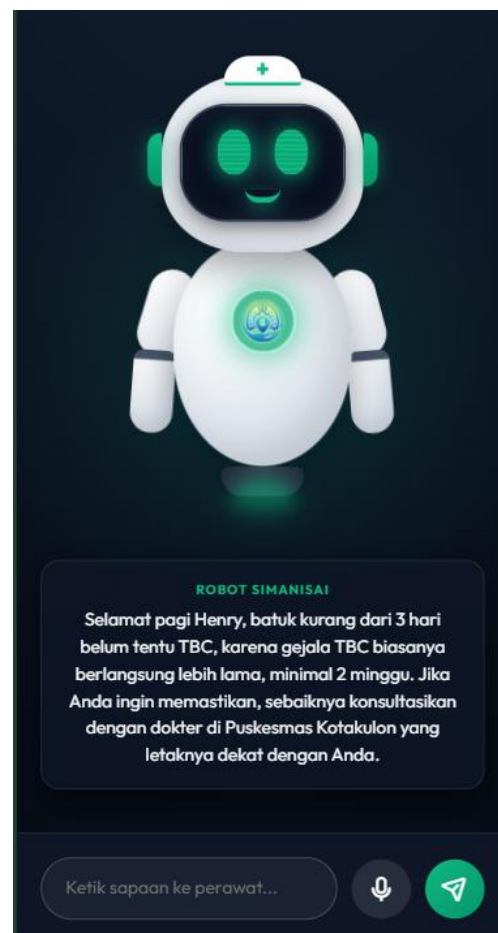 ROBOT SIMANISAI
Selamat pagi Henry, batuk kurang dari 3 hari
belum tentu TBC, karena gejala TBC biasanya
berlangsung lebih lama, minimal 2 minggu. Jika
Anda ingin memastikan, sebaiknya konsultasikan
dengan dokter di Puskesmas Kotakulon yang
letaknya dekat dengan Anda.
Ketik sapaan ke perawat...